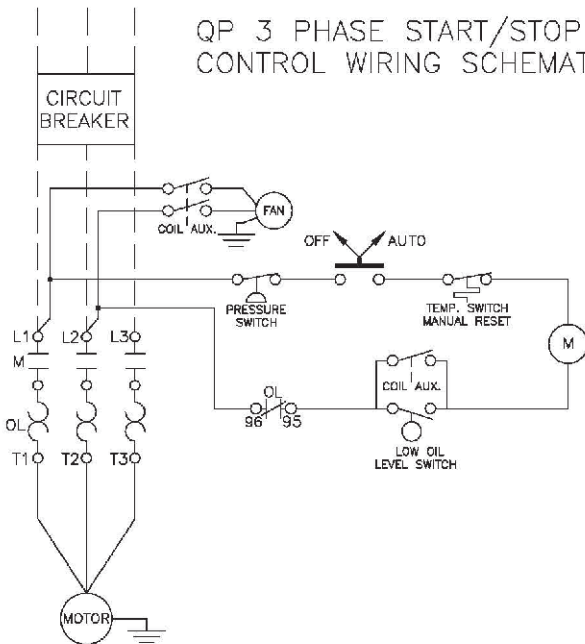 QP 3 PHASE START/STOP
CONTROL WIRING SCHEMAT
CIRCUIT
BREAKER
FAN
COIL AUX.
OFF
AUTO
PRESSURE
SWITCH
TEMP. SWITCH
MANUAL RESET
L1
L2
L3
M
M
COIL AUX.
OL
96
95
OL
LOW OIL
LEVEL SWITCH
T1
T2
T3
MOTOR